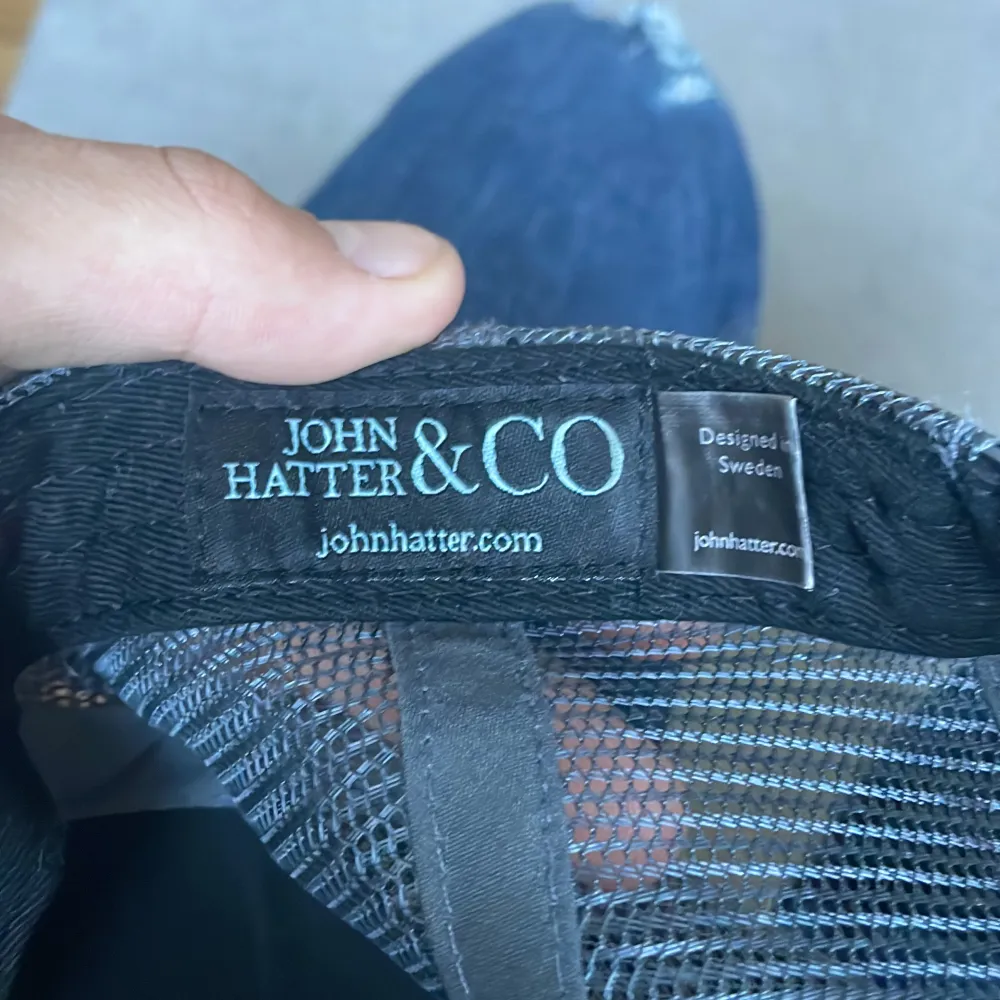 JOHN
HATTER & CO
johnhatter.com
Designed
Sweden
johnhatter.co